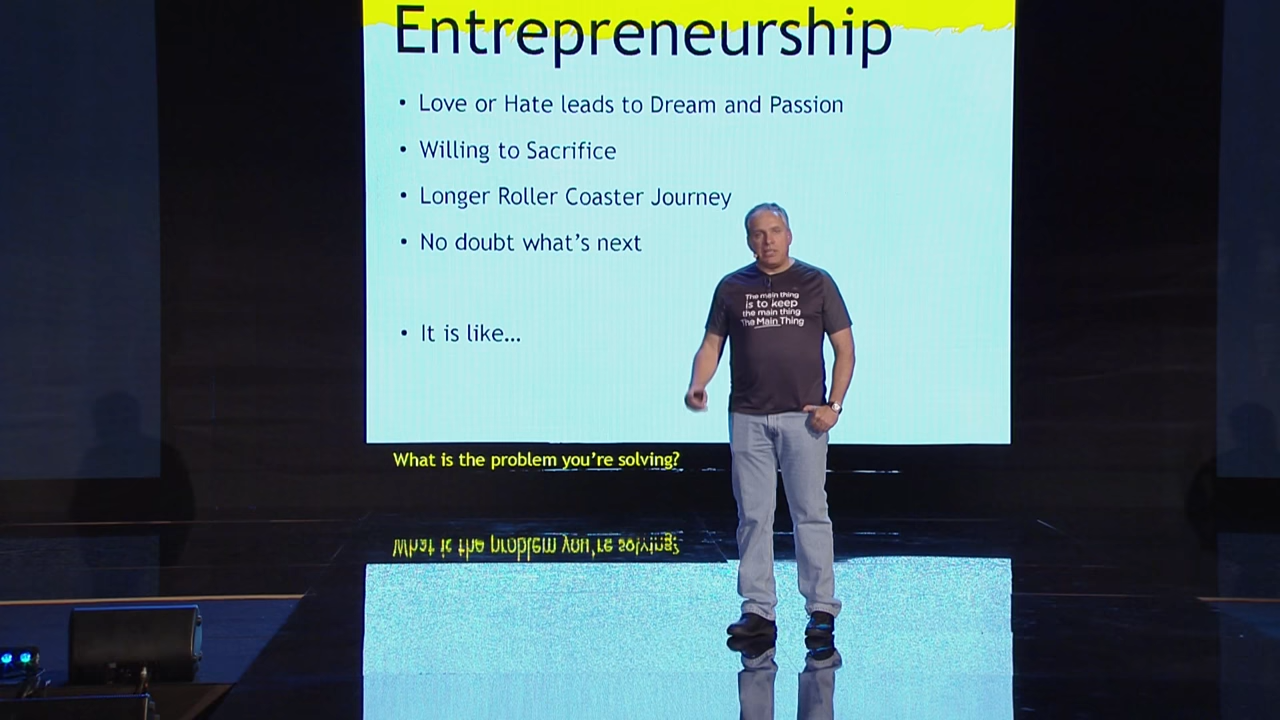 Entrepreneurship
• Love or Hate leads to Dream and Passion
• Willing to Sacrifice
• Longer Roller Coaster Journey
• No doubt what's next
• It is like...
The main thing
is to keep
the main thing
The Main Thing
What is the problem you're solving?